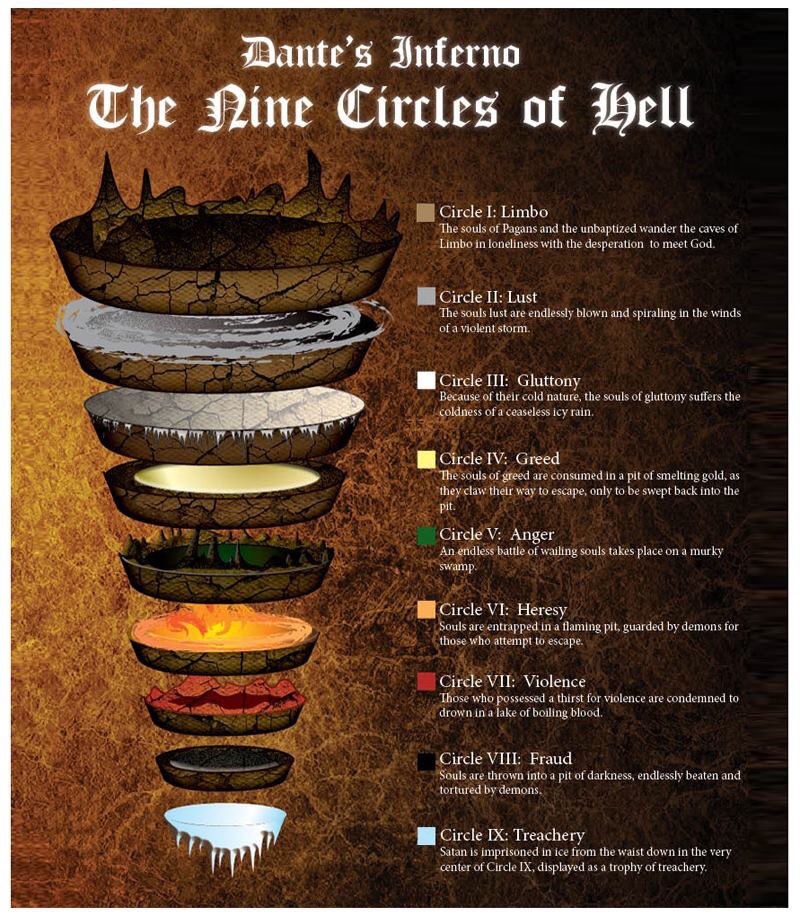 Dante's Inferno
The Nine Circles of Hell
Circle I: Limbo
The souls of Pagans and the unbaptized wander the caves of
Limbo in loneliness with the desperation to meet God.
Circle II: Lust
The souls lust are endlessly blown and spiraling in the winds
of a violent storm.
Circle III: Gluttony
Because of their cold nature, the souls of gluttony suffers the
coldness of a ceaseless icy rain.
Circle IV: Greed
The souls of greed are consumed in a pit of smelting gold, as
they claw their way to escape, only to be swept back into the
pit.
Circle V: Anger
An endless battle of wailing souls takes place on a murky
swamp.
Circle VI: Heresy
Souls are entrapped in a flaming pit, guarded by demons for
those who attempt to escape.
Circle VII: Violence
Those who possessed a thirst for violence are condemned to
drown in a lake of boiling blood.
Circle VIII: Fraud
Souls are thrown into a pit of darkness, endlessly beaten and
tortured by demons.
Circle IX: Treachery
Satan is imprisoned in ice from the waist down in the very
center of Circle IX, displayed as a trophy of treachery.